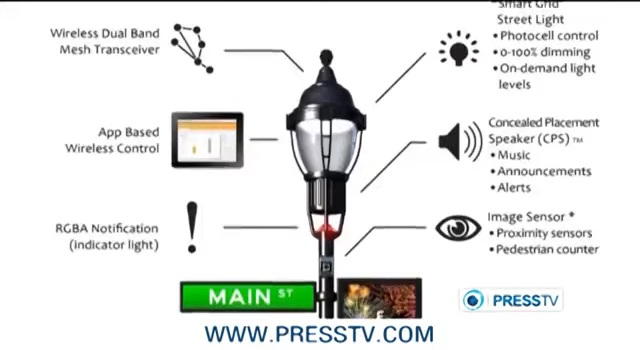 Wireless Dual Band
Mesh Transceiver
App Based
Wireless Control
RGBA Notification
(indicator light)
"Smart Grid"
Street Light
• Photocell control
• 0-100% dimming
• On-demand light
levels
Concealed Placement
Speaker (CPS) TM
• Music
• Announcements
• Alerts
Image Sensor *
• Proximity sensors
• Pedestrian counter
MAIN ST
PRESSTV
WWW.PRESSTV.COM